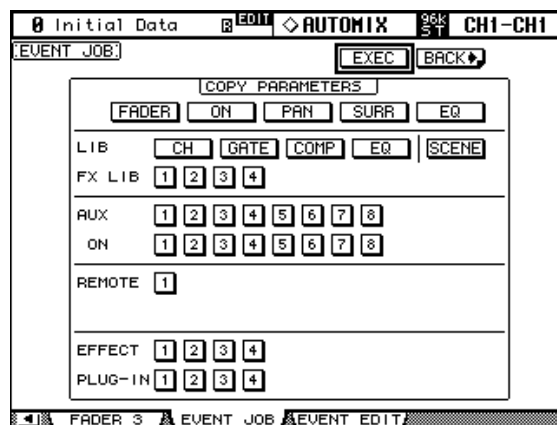 0 Initial Data EDIT ◇AUTOMIX 96k ST CH1-CH1
EVENT JOB
EXEC BACK
COPY PARAMETERS
FADER ON PAN SURR EQ
LIB CH GATE COMP EQ SCENE
FX LIB 1 2 3 4
AUX 1 2 3 4 5 6 7 8
ON 1 2 3 4 5 6 7 8
REMOTE 1
EFFECT 1 2 3 4
PLUG-IN 1 2 3 4
FADER 3 EVENT JOB EVENT EDIT